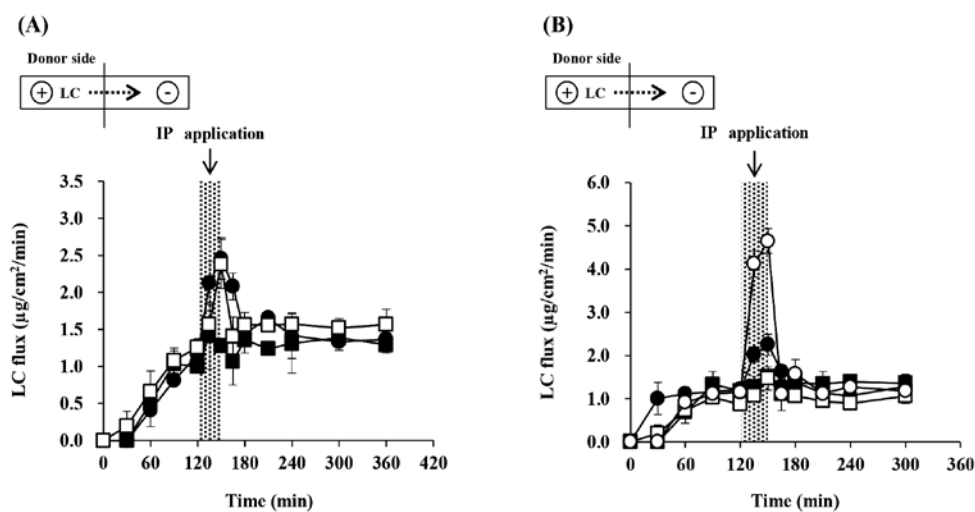 (A)
Donor side
+ LC -
IP application
LC flux (µg/cm²/min)
3.5
3.0
2.5
2.0
1.5
1.0
0.5
0.0
0 60 120 180 240 300 360 420
Time (min)
(B)
Donor side
+ LC -
IP application
LC flux (µg/cm²/min)
6.0
5.0
4.0
3.0
2.0
1.0
0.0
0 60 120 180 240 300 360
Time (min)